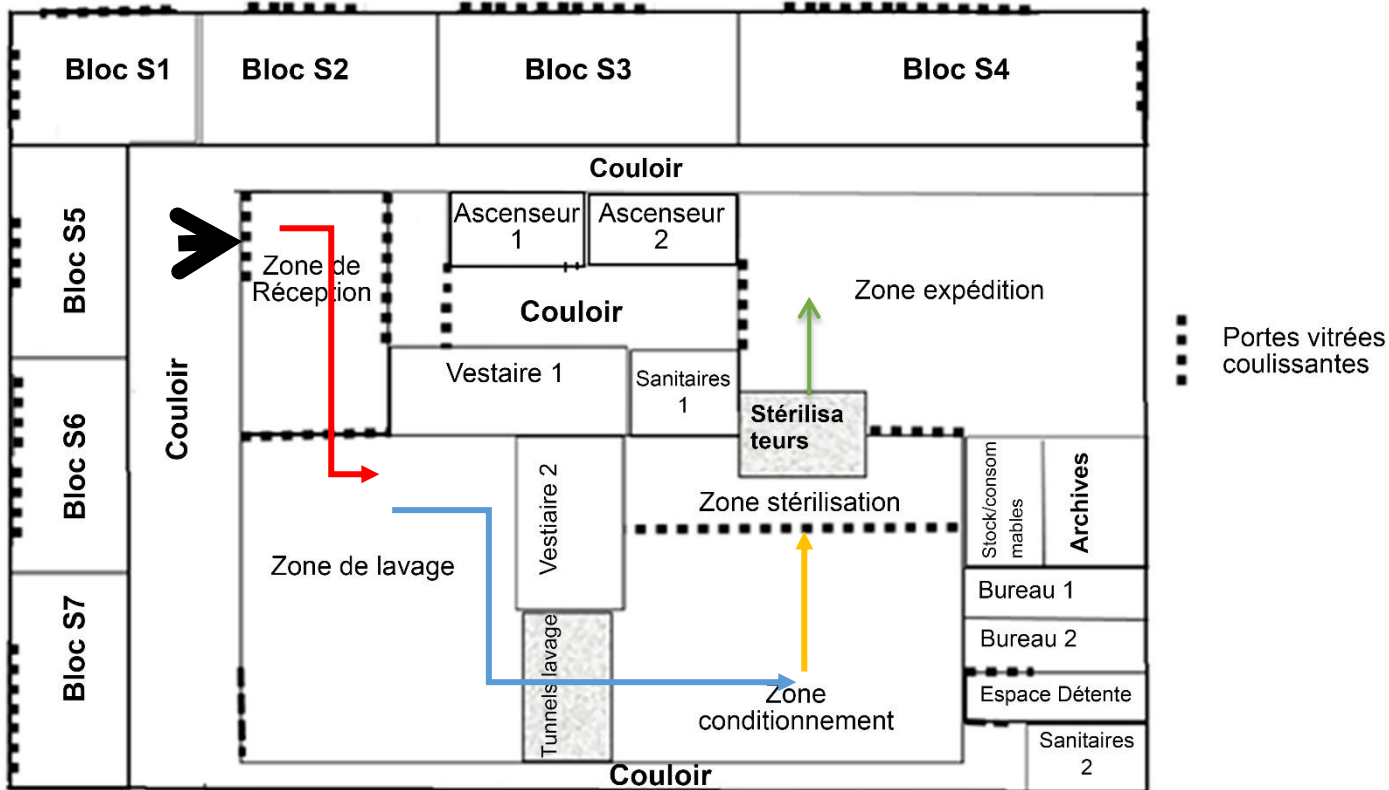 Bloc S1
Bloc S2
Bloc S3
Bloc S4
Couloir
Bloc S5
Bloc S6
Bloc S7
Couloir
Zone de
Réception
Ascenseur
1
Ascenseur
2
Couloir
Zone expédition
Portes vitrées
coulissantes
Vestaire 1
Sanitaires
1
Stérilisa
teurs
Vestiaire 2
Zone stérilisation
Stock/consom
mables
Archives
Zone de lavage
Bureau 1
Bureau 2
Tunnels lavage
Zone
conditionnement
Espace Détente
Sanitaires
2
Couloir